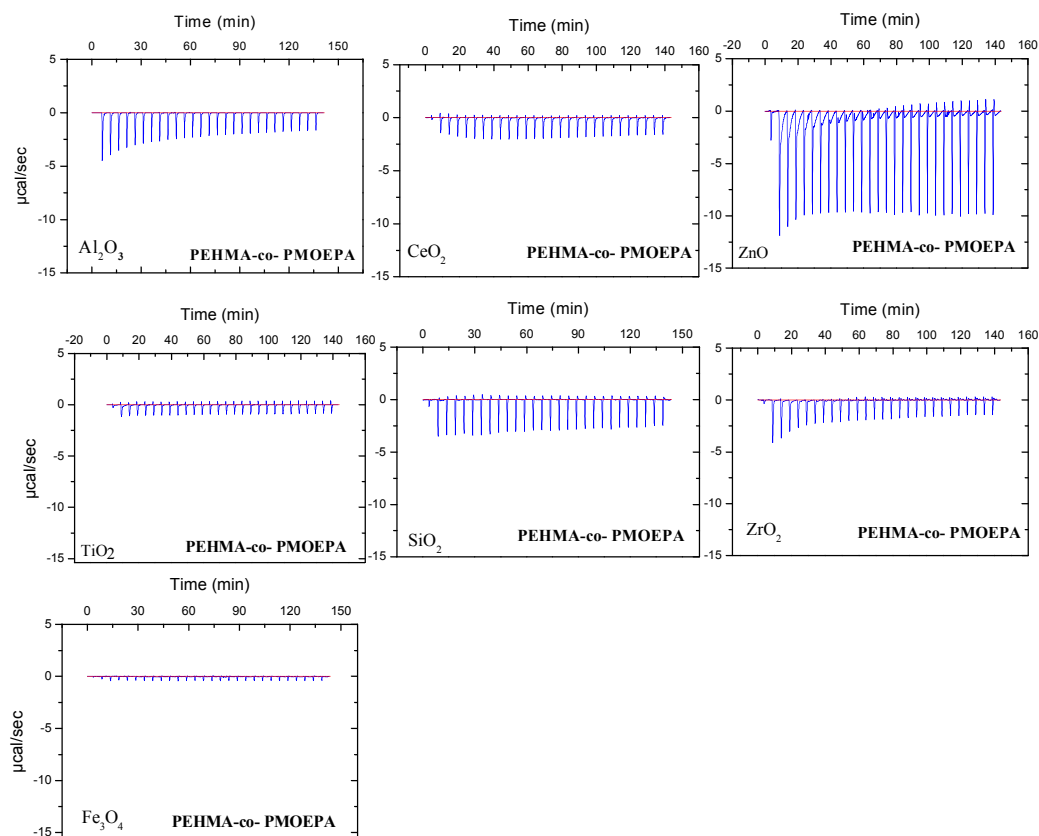 Time (min)
0 30 60 90 120 150
5
0
-5
-10
-15
µcal/sec
Al₂O₃
PEHMA-co- PMOEPA
Time (min)
0 20 40 60 80 100 120 140 160
5
0
-5
-10
-15
CeO₂
PEHMA-co- PMOEPA
Time (min)
-20 0 20 40 60 80 100 120 140 160
5
0
-5
-10
-15
ZnO
PEHMA-co- PMOEPA
Time (min)
0 20 40 60 80 100 120 140 160
5
0
-5
-10
-15
µcal/sec
TiO2
PEHMA-co- PMOEPA
Time (min)
0 30 60 90 120 150
5
0
-5
-10
-15
SiO₂
PEHMA-co- PMOEPA
Time (min)
0 20 40 60 80 100 120 140 160
5
0
-5
-10
-15
ZrO₂
PEHMA-co- PMOEPA
Time (min)
0 30 60 90 120 150
5
0
-5
-10
-15
µcal/sec
Fe₃O₄
PEHMA-co- PMOEPA